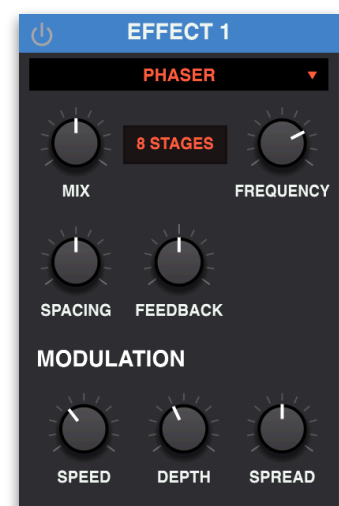 EFFECT 1
PHASER
8 STAGES
MIX
FREQUENCY
SPACING FEEDBACK
MODULATION
SPEED DEPTH SPREAD